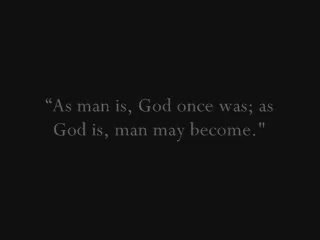 “As man is, God once was; as
God is, man may become."